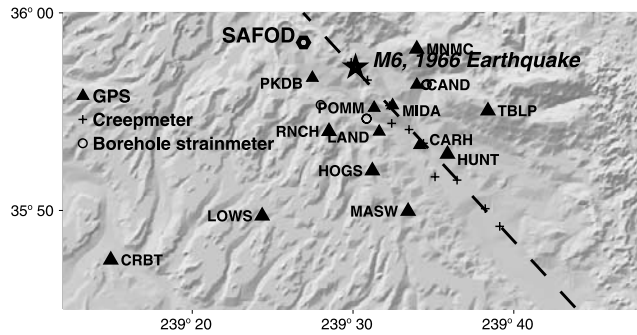 36° 00'
SAFOD
MNMC
M6, 1966 Earthquake
PKDB
CAND
GPS
POMM
MIDA
TBLP
Creepmeter
RNCH
LAND
CARH
Borehole strainmeter
HUNT
HOGS
35° 50'
LOWS
MASW
CRBT
239° 20'
239° 30'
239° 40'